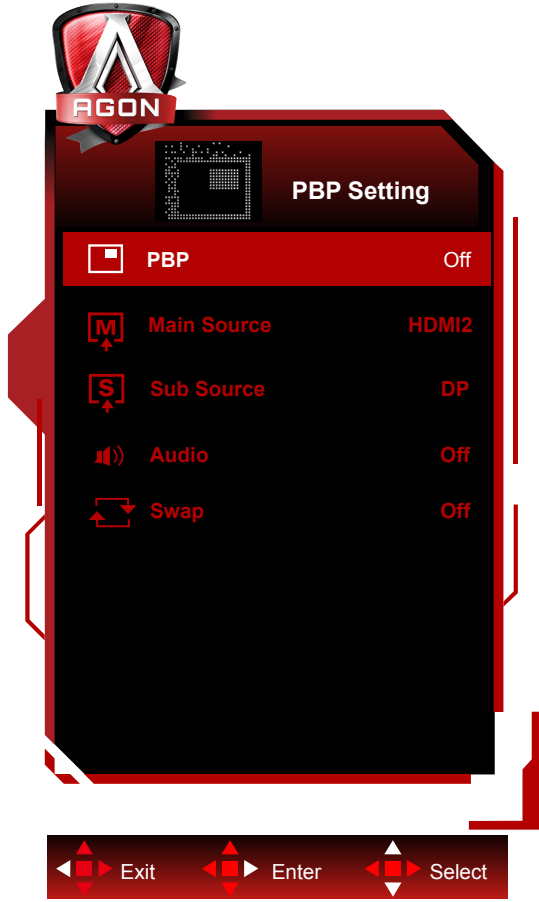 AGON
PBP Setting
PBP Off
M Main Source HDMI2
S Sub Source DP
Audio Off
Swap Off
Exit Enter Select